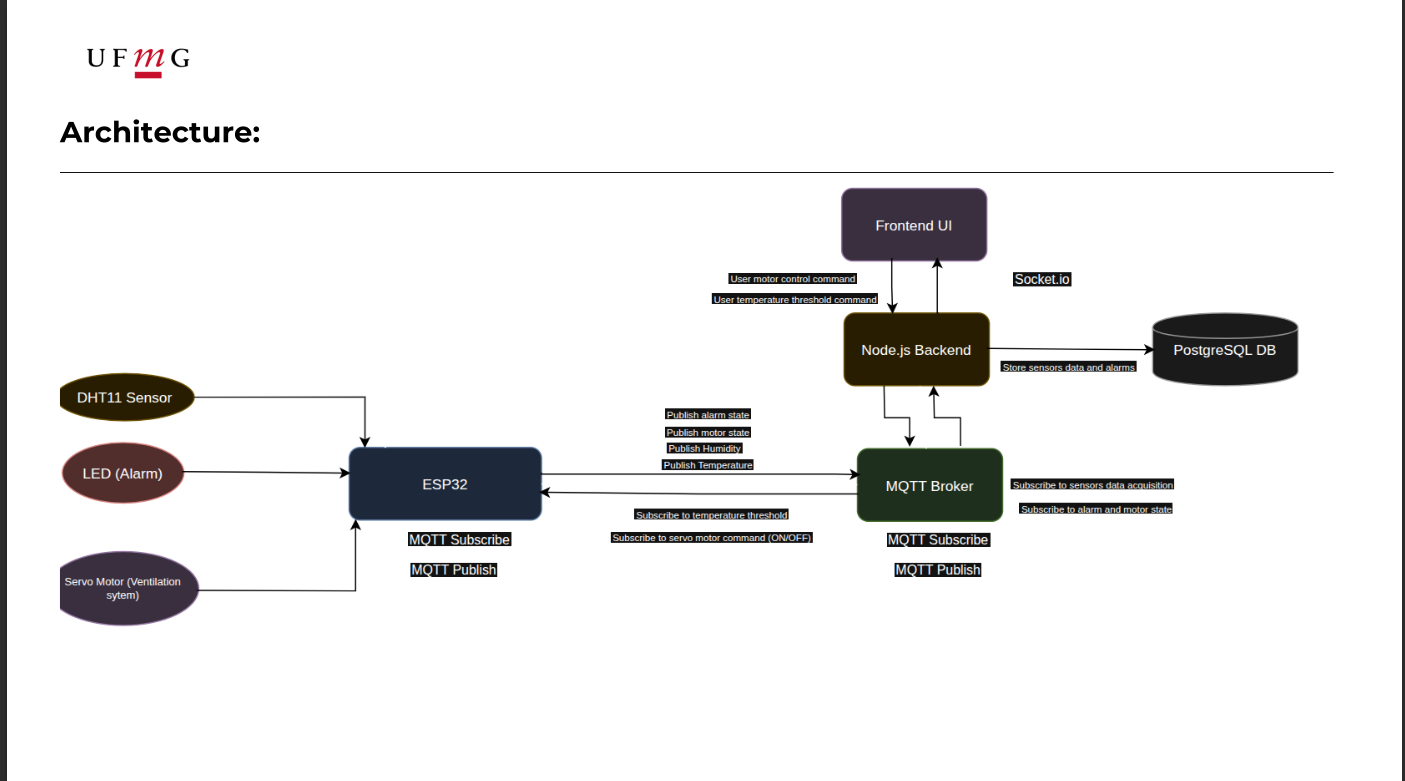 UFmG
Architecture:
Frontend UI
User motor control command
Socket.io
User temperature threshold command
Node.js Backend
PostgreSQL DB
Store sensors data and alarms
DHT11 Sensor
Publish alarm state
Publish motor state
Publish Humidity
Publish Temperature
LED (Alarm)
ESP32
MQTT Broker
Subscribe to sensors data acquisition
Subscribe to alarm and motor state
Subscribe to temperature threshold
Subscribe to servo motor command (ON/OFF)
MQTT Subscribe
MQTT Publish
MQTT Subscribe
MQTT Publish
Servo Motor (Ventilation
sytem)